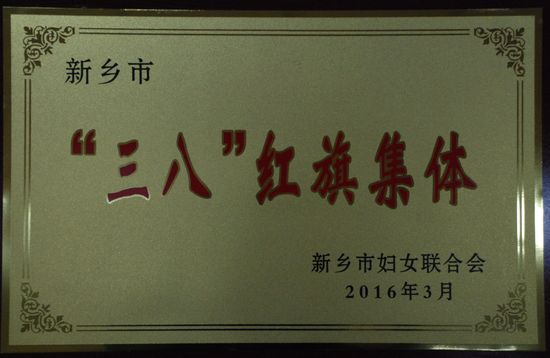 新乡市
“三八”红旗集体
新乡市妇女联合会
2016年3月